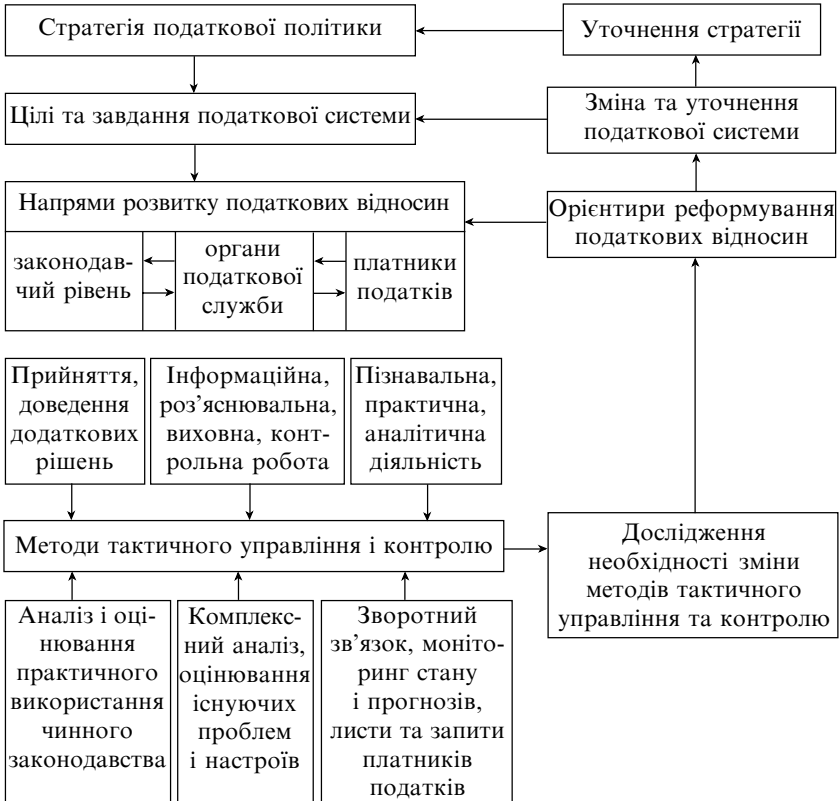 Стратегія податкової політики
Уточнення стратегії
Цілі та завдання податкової системи
Зміна та уточнення
податкової системи
Напрями розвитку податкових відносин
Орієнтири реформування
податкових відносин
законодав-
чий рівень
органи
податкової
служби
платники
податків
Прийняття,
доведення
додаткових
рішень
Інформаційна,
роз'яснювальна,
виховна, конт-
рольна робота
Пізнавальна,
практична,
аналітична
діяльність
Методи тактичного управління і контролю
Дослідження
необхідності зміни
методів тактичного
управління та контролю
Аналіз і оці-
нювання
практичного
використання
чинного
законодавства
Комплекс-
ний аналіз,
оцінювання
існуючих
проблем
і настроїв
Зворотний
зв'язок, моніто-
ринг стану
і прогнозів,
листи та запити
платників
податків